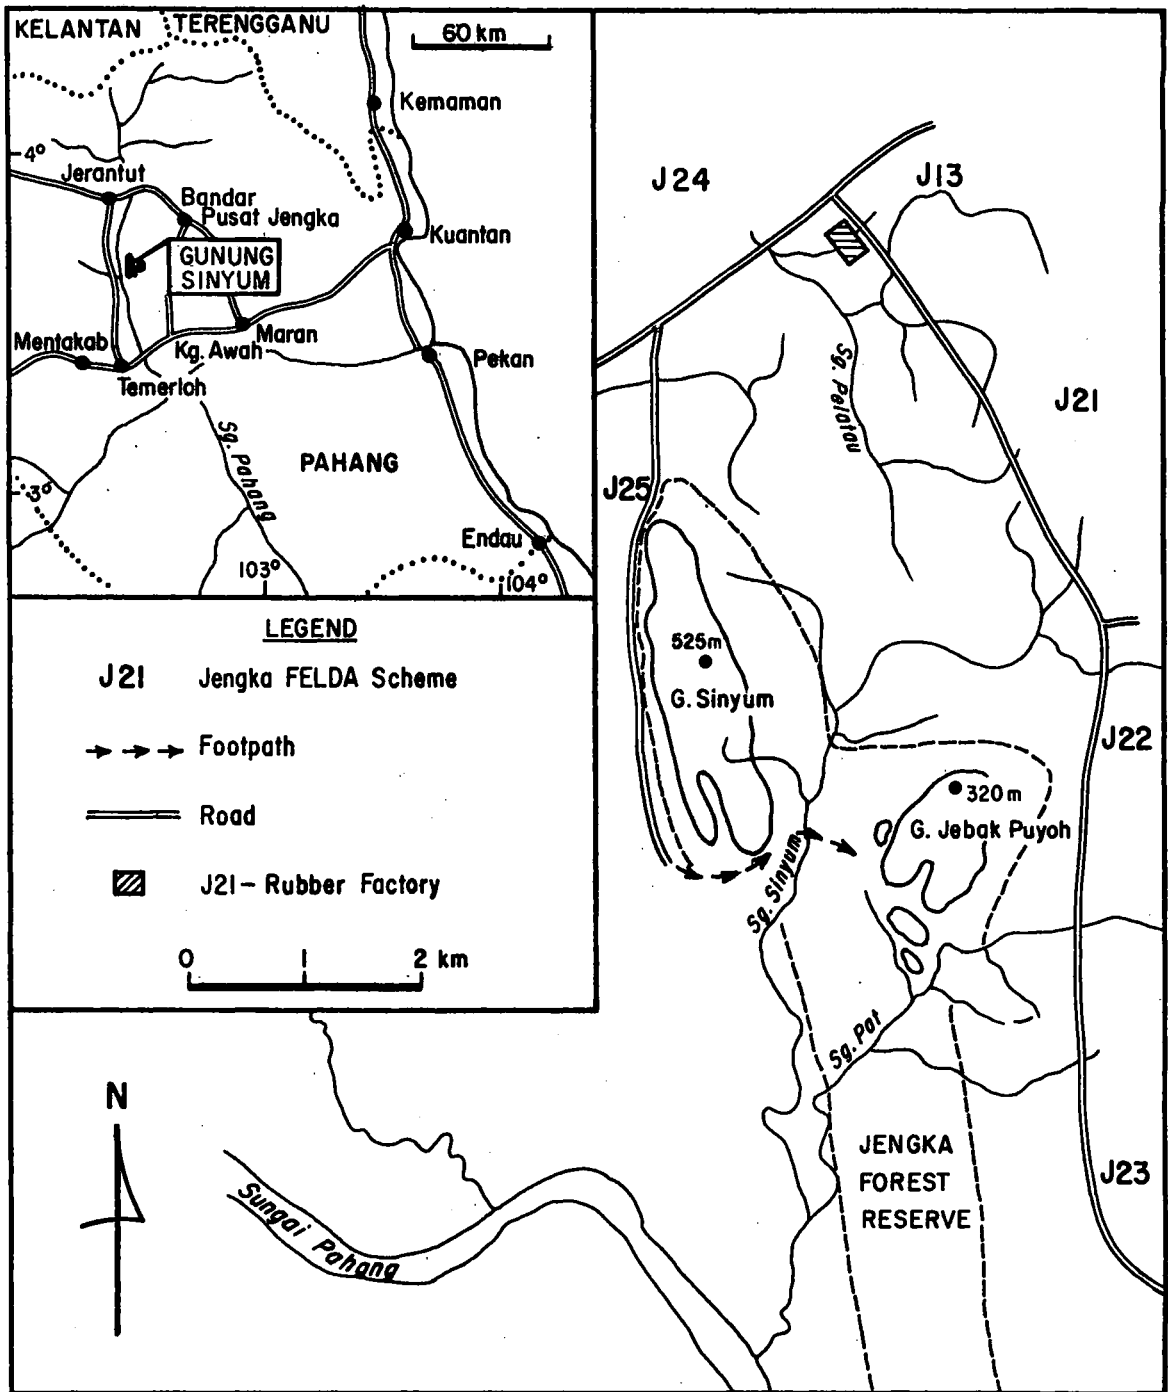 KELANTAN
TERENGGANU
60 km
Kemaman
4°
Jerantut
Bandar
Pusat Jengka
Kuantan
GUNUNG
SINYUM
Mentakab
Maran
Kg. Awah
Pekan
Temerloh
Sg. Pahang
PAHANG
3°
Endau
103°
104°
LEGEND
J21 Jengka FELDA Scheme
Footpath
Road
J21-Rubber Factory
0 1 2 km
N
Sungai Pahang
J24
J13
Sg. Pelatau
J21
J25
525m
G. Sinyum
J22
320m
G. Jebak Puyoh
Sg. Sinyum
Sg. Pat
JENGKA
FOREST
RESERVE
J23